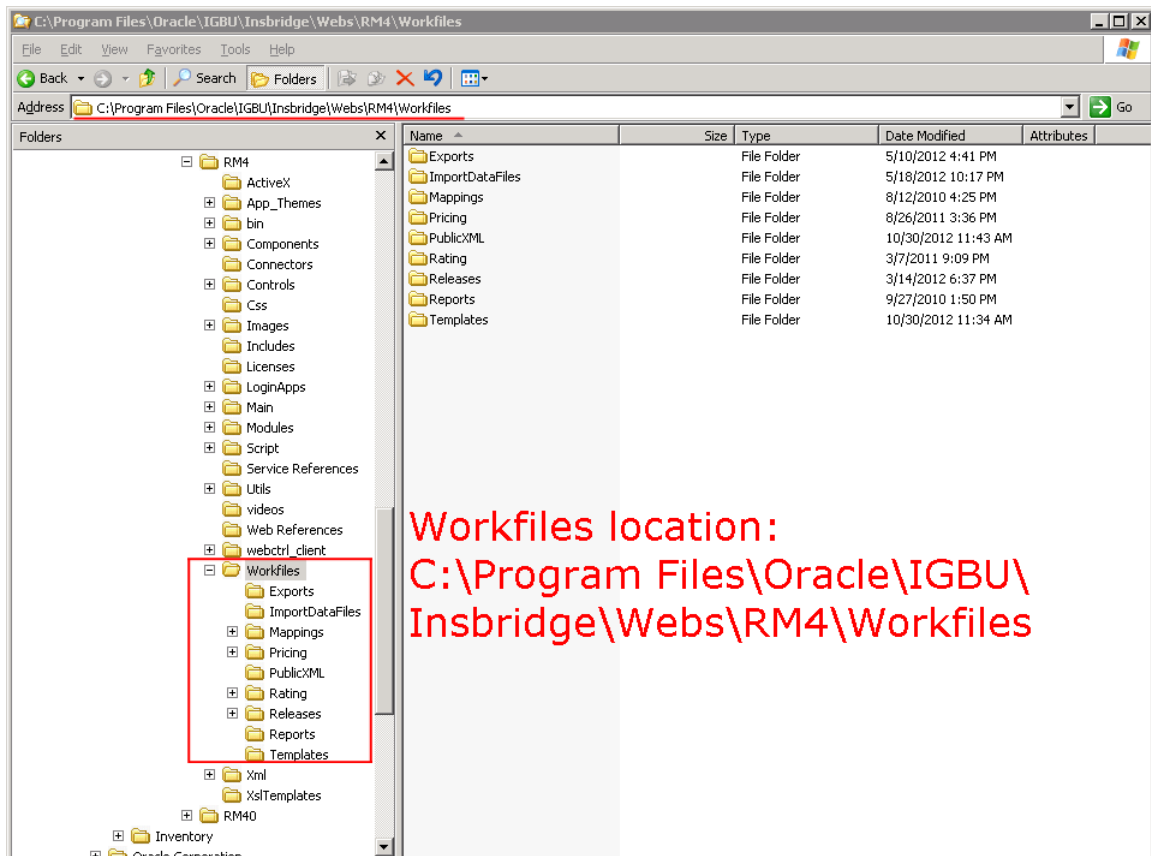 C:\Program Files\Oracle\IGBU\Insbridge\Webs\RM4\Workfiles
File Edit View Favorites Tools Help
Back Search Folders
Address C:\Program Files\Oracle\IGBU\Insbridge\Webs\RM4\Workfiles Go
Folders
RM4
ActiveX
App_Themes
bin
Components
Connectors
Controls
Css
Images
Includes
Licenses
LoginApps
Main
Modules
Script
Service References
Utils
videos
Web References
webctrl_client
Workfiles
Exports
ImportDataFiles
Mappings
Pricing
PublicXML
Rating
Releases
Reports
Templates
Xml
XslTemplates
RM40
Inventory
Oracle Corporation
Name Size Type Date Modified Attributes
Exports File Folder 5/10/2012 4:41 PM
ImportDataFiles File Folder 5/18/2012 10:17 PM
Mappings File Folder 8/12/2010 4:25 PM
Pricing File Folder 8/26/2011 3:36 PM
PublicXML File Folder 10/30/2012 11:43 AM
Rating File Folder 3/7/2011 9:09 PM
Releases File Folder 3/14/2012 6:37 PM
Reports File Folder 9/27/2010 1:50 PM
Templates File Folder 10/30/2012 11:34 AM
Workfiles location:
C:\Program Files\Oracle\IGBU\
Insbridge\Webs\RM4\Workfiles